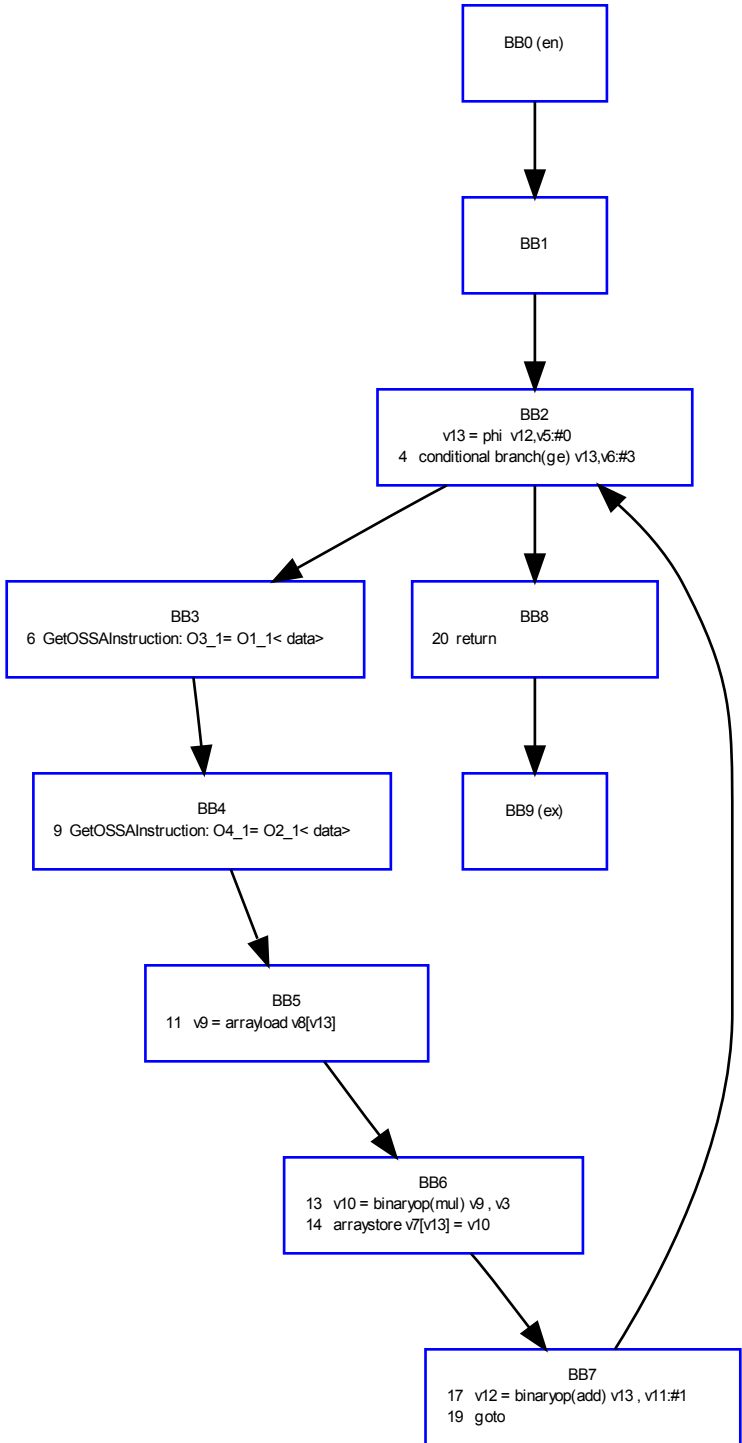 BB0 (en)
BB1
BB2
v13 = phi v12,v5:#0
4 conditional branch(ge) v13,v6:#3
BB3
6 GetOSSAInstruction: O3_1= O1_1< data>
BB8
20 return
BB4
9 GetOSSAInstruction: O4_1= O2_1< data>
BB9 (ex)
BB5
11 v9 = arrayload v8[v13]
BB6
13 v10 = binaryop(mul) v9 , v3
14 arraystore v7[v13] = v10
BB7
17 v12 = binaryop(add) v13 , v11:#1
19 goto